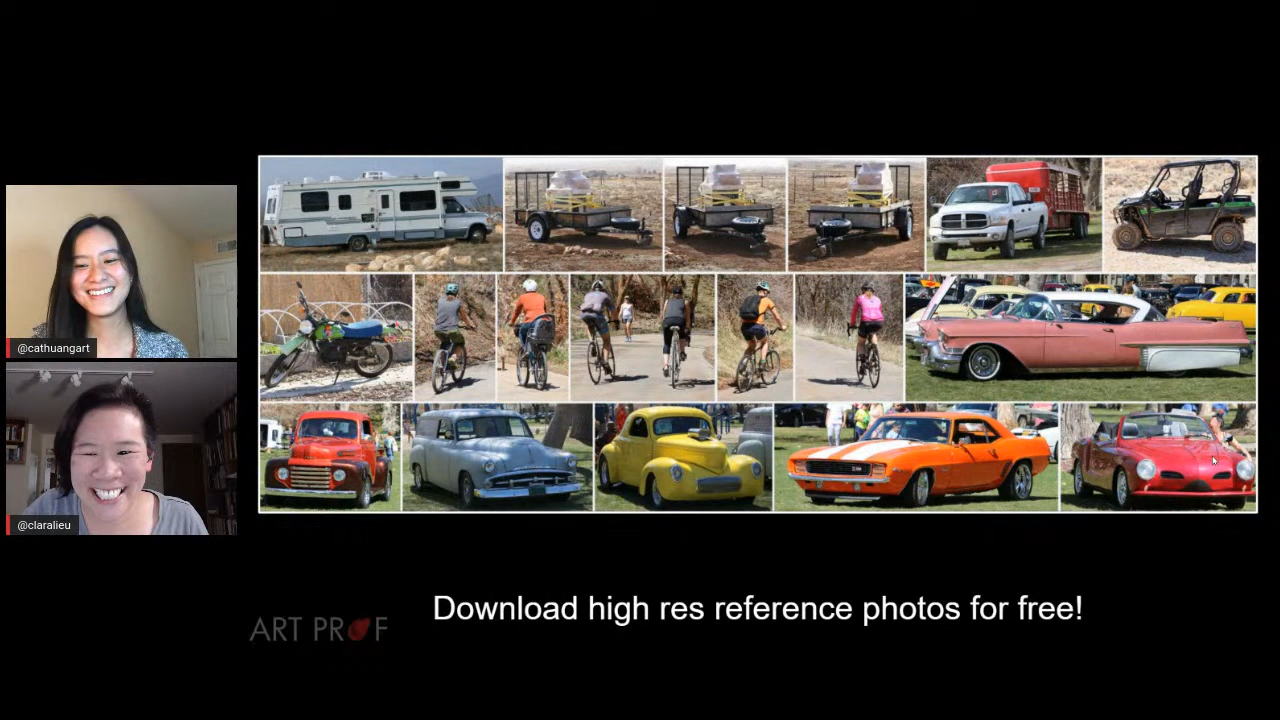 @cathuangart
@claralieu
Download high res reference photos for free!
ART PROF